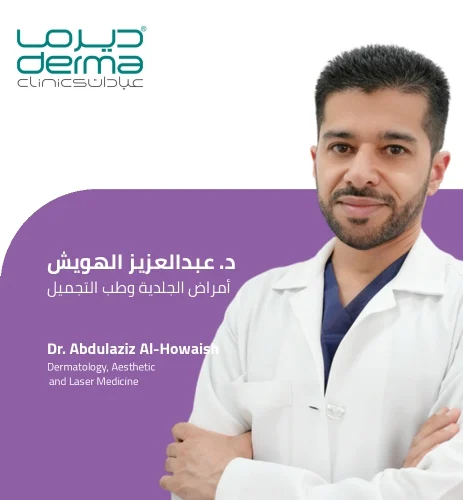 ديرما®
derma
clinics عيادات
د. عبدالعزيز الهويش
أمراض الجلدية وطب التجميل
Dr. Abdulaziz Al-Howaish
Dermatology, Aesthetic
and Laser Medicine